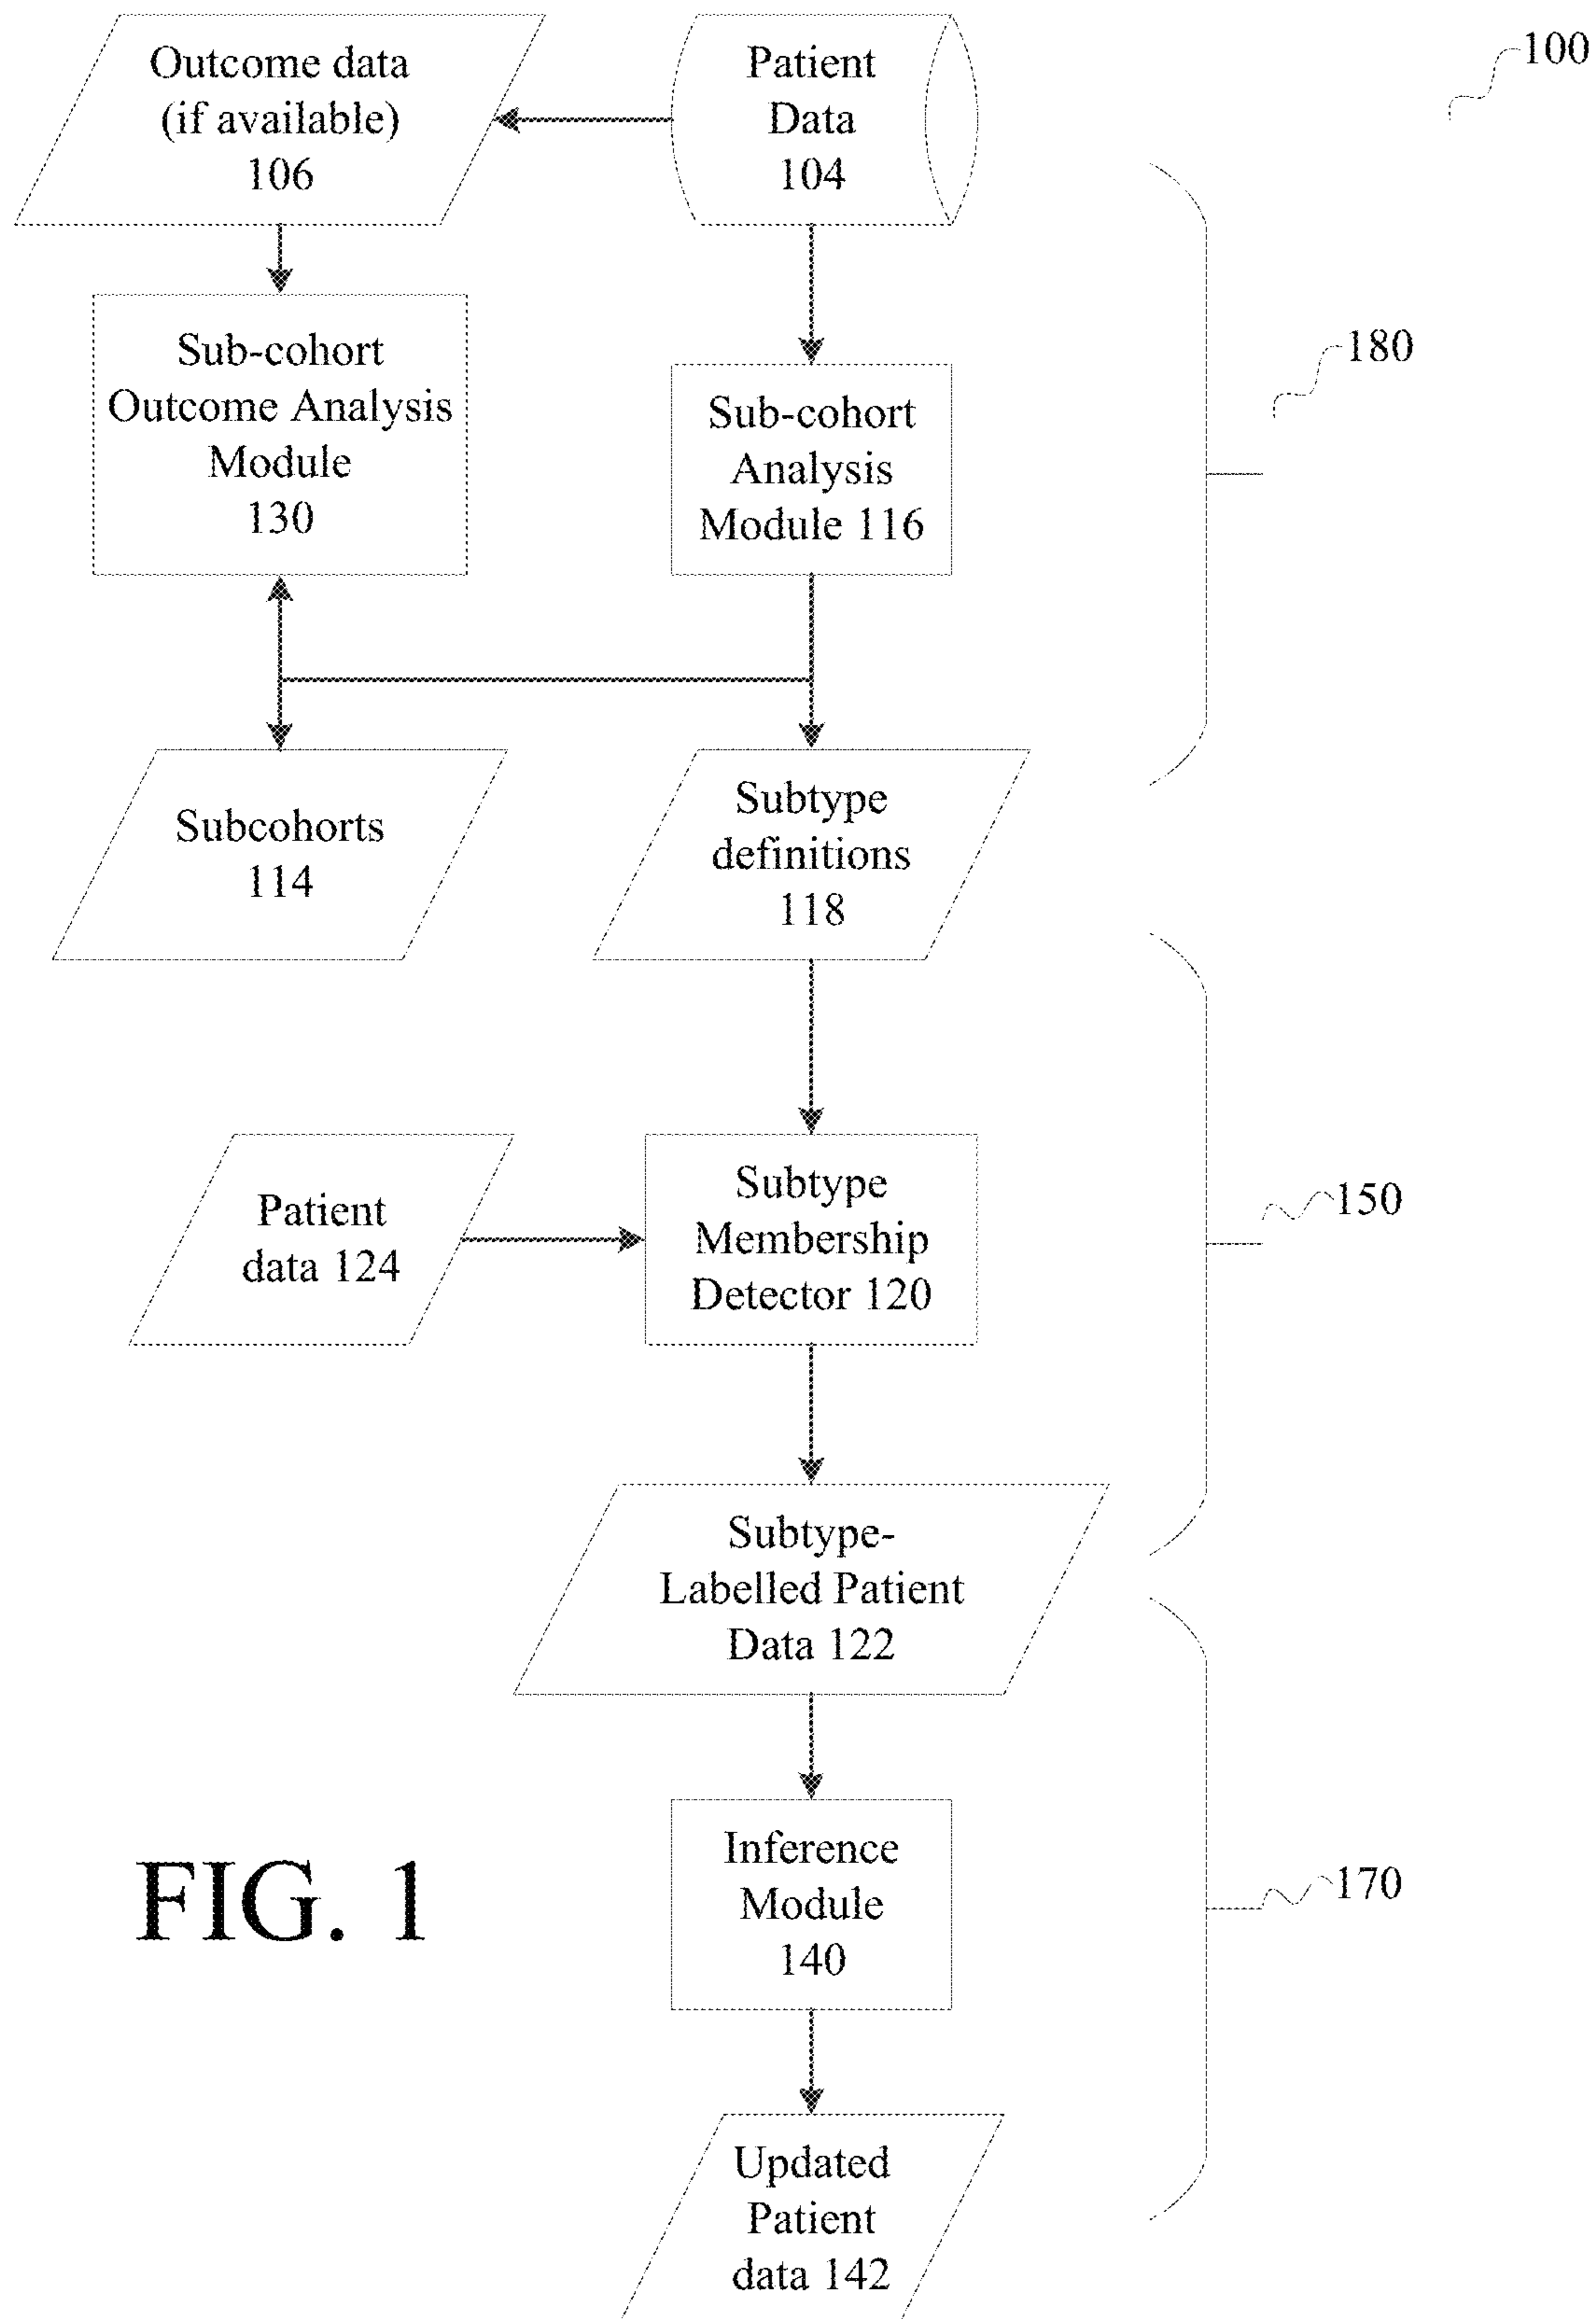 Outcome data
(if available)
106
Patient
Data
104
100
Sub-cohort
Outcome Analysis
Module
130
Sub-cohort
Analysis
Module 116
180
Subcohorts
114
Subtype
definitions
118
Patient
data 124
Subtype
Membership
Detector 120
150
Subtype-
Labelled Patient
Data 122
Inference
Module
140
170
FIG. 1
Updated
Patient
data 142